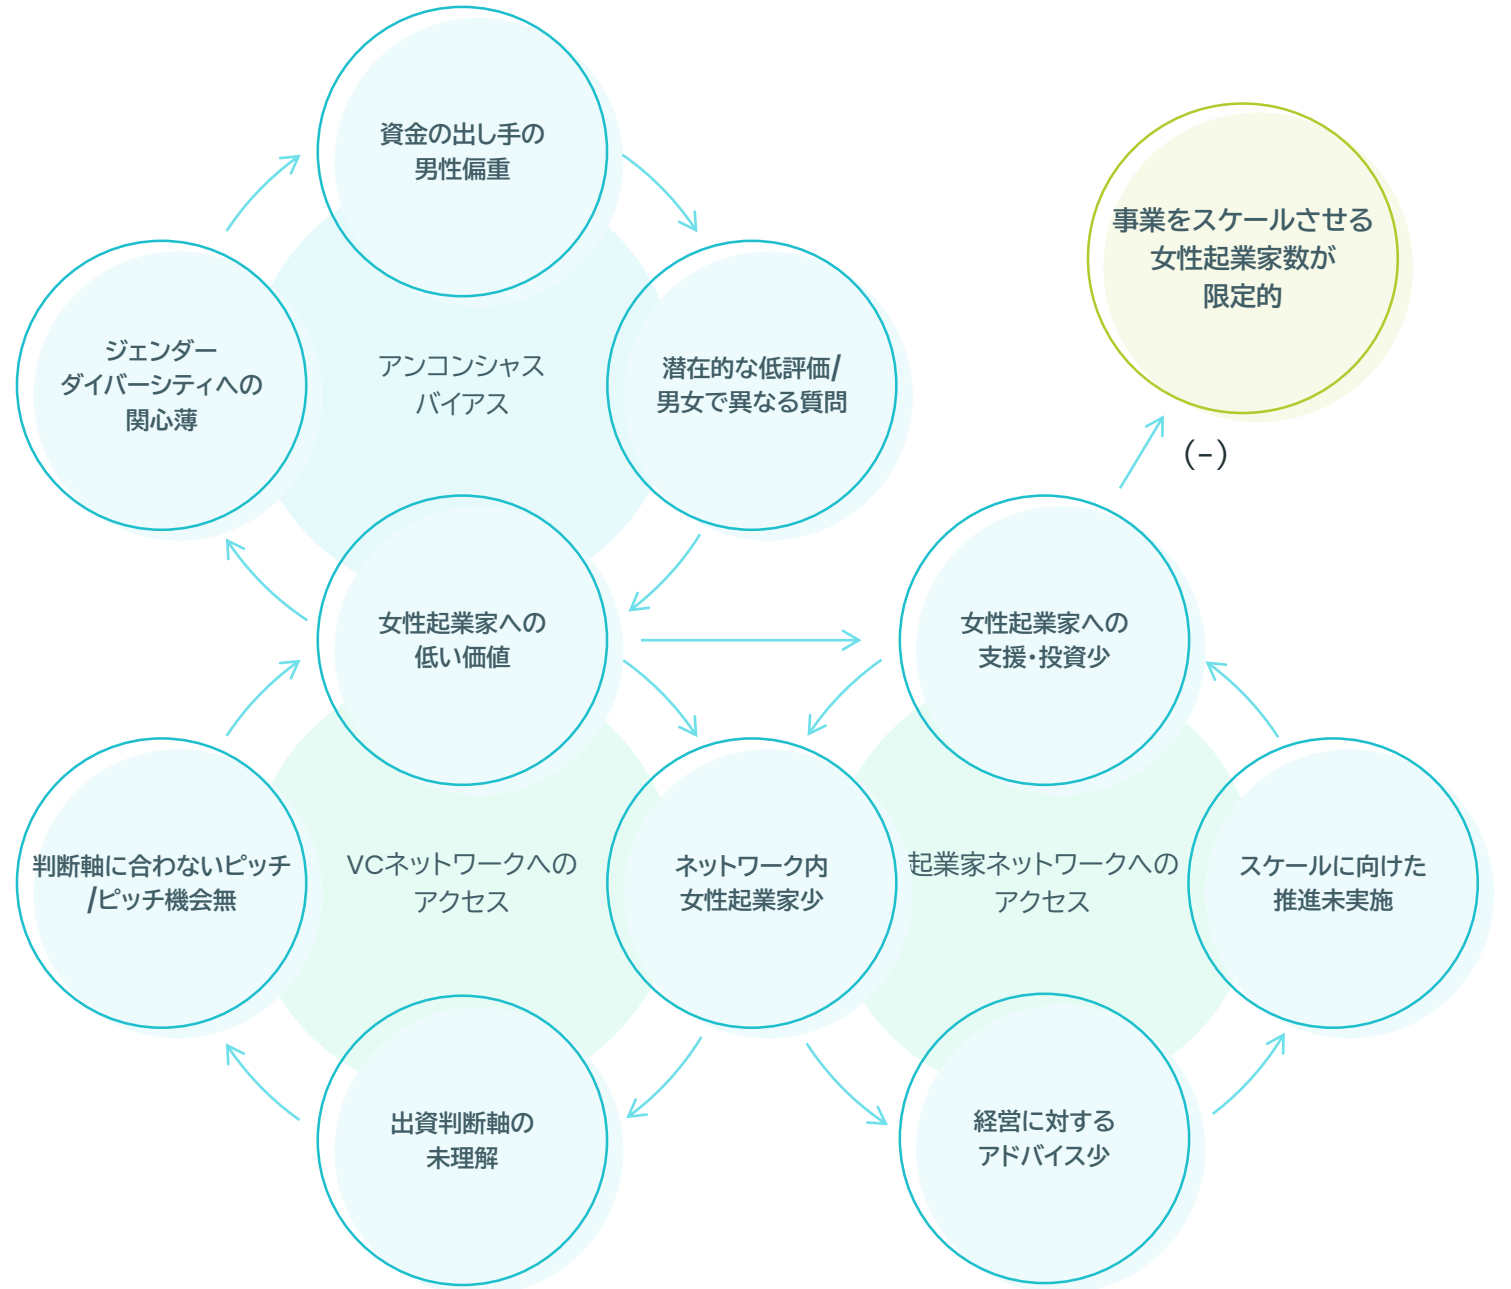 資金の出し手の
男性偏重
事業をスケールさせる
女性起業家数が
限定的
ジェンダー
ダイバーシティへの
関心薄
アンコンシャス
バイアス
潜在的な低評価/
男女で異なる質問
(-)
女性起業家への
低い価値
女性起業家への
支援・投資少
判断軸に合わないピッチ
/ピッチ機会無
VCネットワークへの
アクセス
ネットワーク内
女性起業家少
起業家ネットワークへの
アクセス
スケールに向けた
推進未実施
出資判断軸の
未理解
経営に対する
アドバイス少